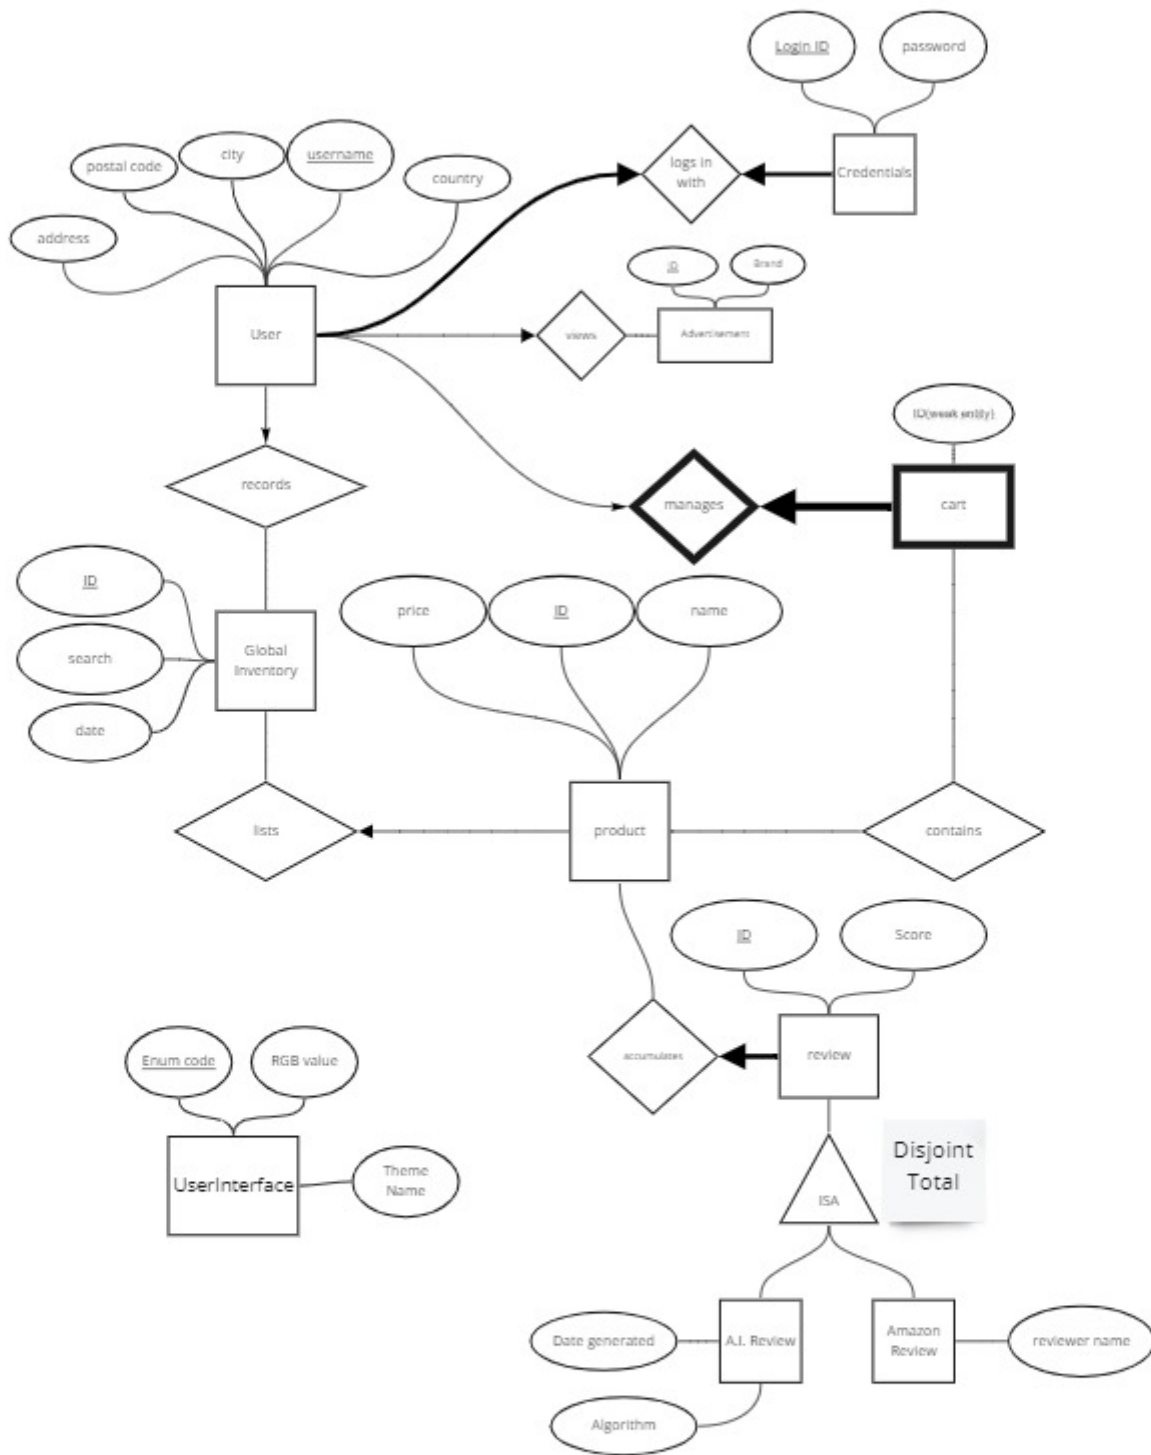 Login ID
password
postal code
city
username
country
address
logs in
with
Credentials
ID
Brand
User
views
Advertisement
ID(weak entity)
records
manages
cart
ID
price
ID
name
search
Global
Inventory
date
lists
product
contains
ID
Score
accumulates
review
Enum code
RGB value
Disjoint
Total
UserInterface
Theme
Name
ISA
Date generated
A.I. Review
Amazon
Review
reviewer name
Algorithm